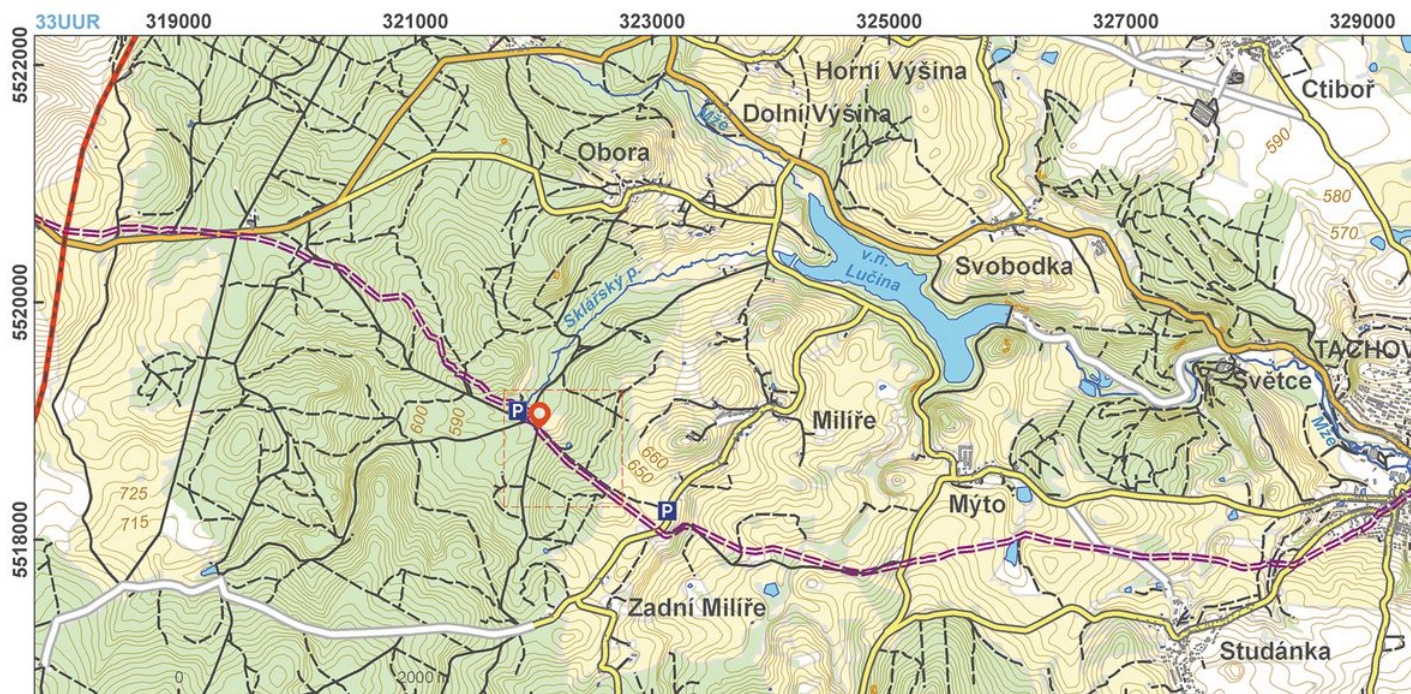 33UUR
319000
321000
323000
325000
327000
329000
5522000
Horní Výšina
Ctiboř
Mže
Dolní Výšina
590
Obora
580
570
v.n.
Lučina
Svobodka
Sklářský p.
5520000
TACHOV
Světce
P
600
590
Milíře
Mže
660
650
725
715
P
Mýto
5518000
Zadní Milíře
Studánka
0
2000 m